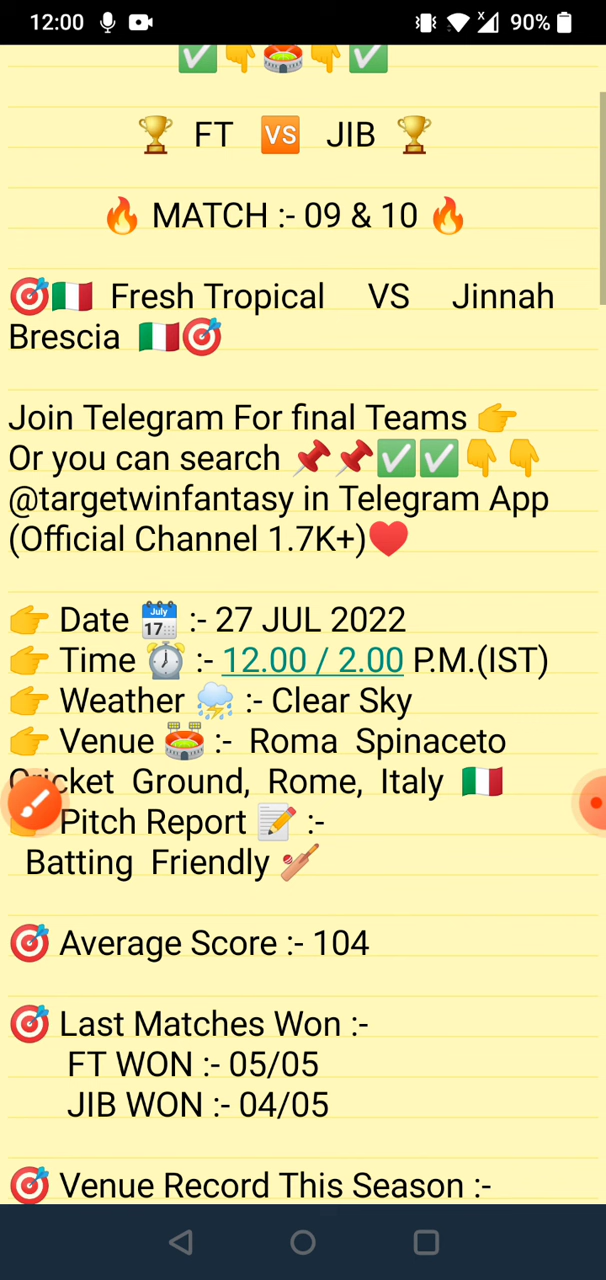 12:00 90%
✅👇🏟👇✅
🏆 FT 🆚 JIB 🏆
🔥 MATCH :- 09 & 10 🔥
🎯🇮🇹 Fresh Tropical VS Jinnah
Brescia 🇮🇹🎯
Join Telegram For final Teams 👉
Or you can search 📌📌✅✅👇👇
@targetwinfantasy in Telegram App
(Official Channel 1.7K+)❤️
👉 Date 📅 :- 27 JUL 2022
👉 Time ⏰ :- 12.00 / 2.00 P.M.(IST)
👉 Weather ⛈ :- Clear Sky
👉 Venue 🏟 :- Roma Spinaceto
Cricket Ground, Rome, Italy 🇮🇹
👉 Pitch Report 📝 :-
Batting Friendly 🏏
🎯 Average Score :- 104
🎯 Last Matches Won :-
FT WON :- 05/05
JIB WON :- 04/05
🎯 Venue Record This Season :-